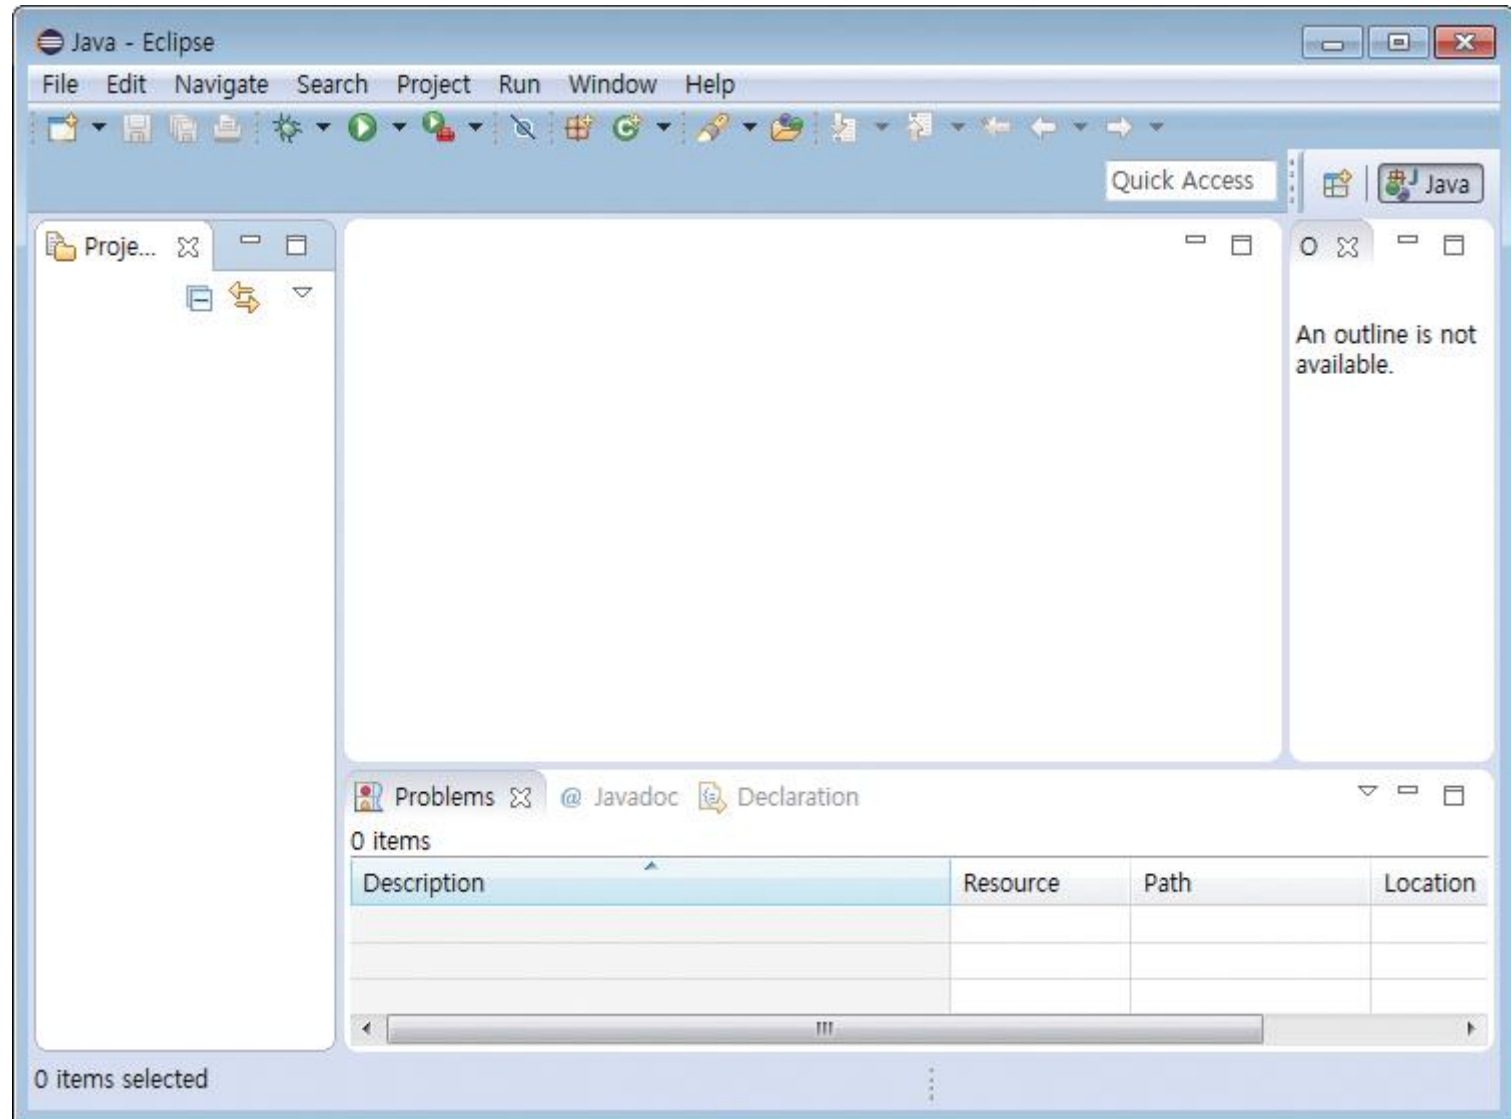 Java - Eclipse
File Edit Navigate Search Project Run Window Help
Quick Access
Java
Proje...
O
An outline is not
available.
Problems @ Javadoc Declaration
0 items
Description Resource Path Location
0 items selected